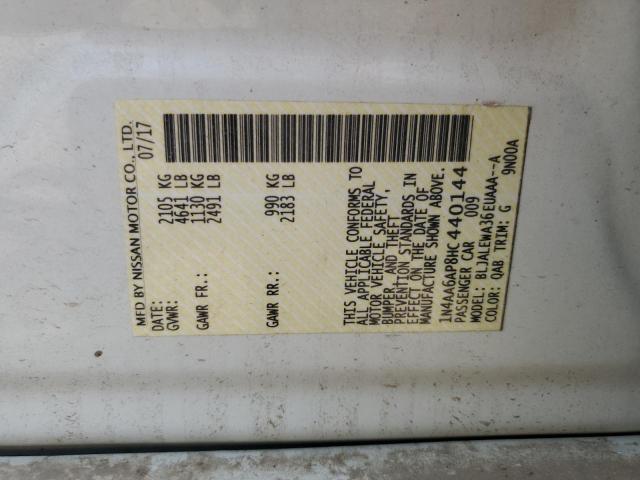 MFD BY NISSAN MOTOR CO., LTD.
DATE: 07/17
GVWR: 2105 KG
4641 LB
GAWR FR.: 1130 KG
2491 LB
GAWR RR.: 990 KG
2183 LB
THIS VEHICLE CONFORMS TO
ALL APPLICABLE FEDERAL
MOTOR VEHICLE SAFETY,
BUMPER, AND THEFT
PREVENTION STANDARDS IN
EFFECT ON THE DATE OF
MANUFACTURE SHOWN ABOVE.
1N4AA6AP8HC440144
PASSENGER CAR 009
MODEL: BLJALEWA36EUAAA--A
COLOR: QAB TRIM: G 9N00A